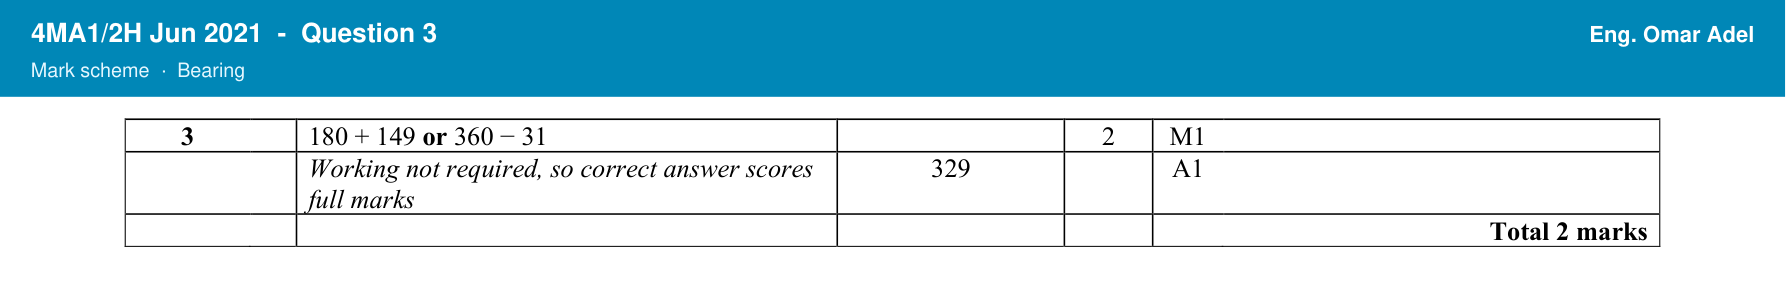 4MA1/2H Jun 2021 - Question 3
Eng. Omar Adel
Mark scheme · Bearing
3 180 + 149 or 360 − 31 2 M1
Working not required, so correct answer scores 329 A1
full marks
Total 2 marks